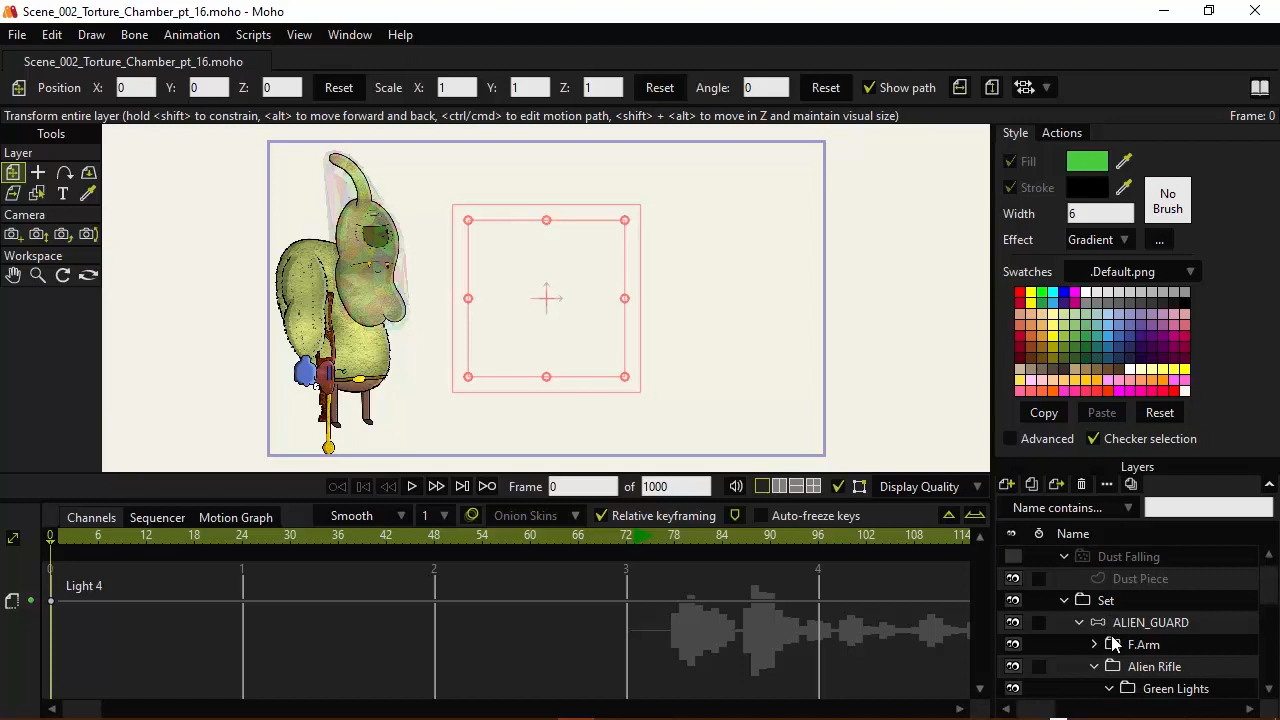 Scene_002_Torture_Chamber_pt_16.moho - Moho
File Edit Draw Bone Animation Scripts View Window Help
Scene_002_Torture_Chamber_pt_16.moho
Position X: 0 Y: 0 Z: 0 Reset Scale X: 1 Y: 1 Z: 1 Reset Angle: 0 Reset Show path
Transform entire layer (hold <shift> to constrain, <alt> to move forward and back, <ctrl/cmd> to edit motion path, <shift> + <alt> to move in Z and maintain visual size) Frame: 0
Tools
Layer
Camera
Workspace
Style Actions
Fill
Stroke
No Brush
Width 6
Effect Gradient ...
Swatches .Default.png
Copy Paste Reset
Advanced Checker selection
Layers
Name contains...
Name
Dust Falling
Dust Piece
Set
ALIEN_GUARD
F.Arm
Alien Rifle
Green Lights
Frame 0 of 1000 Display Quality
Channels Sequencer Motion Graph Smooth 1 Onion Skins Relative keyframing Auto-freeze keys
0 6 12 18 24 30 36 42 48 54 60 66 72 78 84 90 96 102 108 114
0 1 2 3 4
Light 4